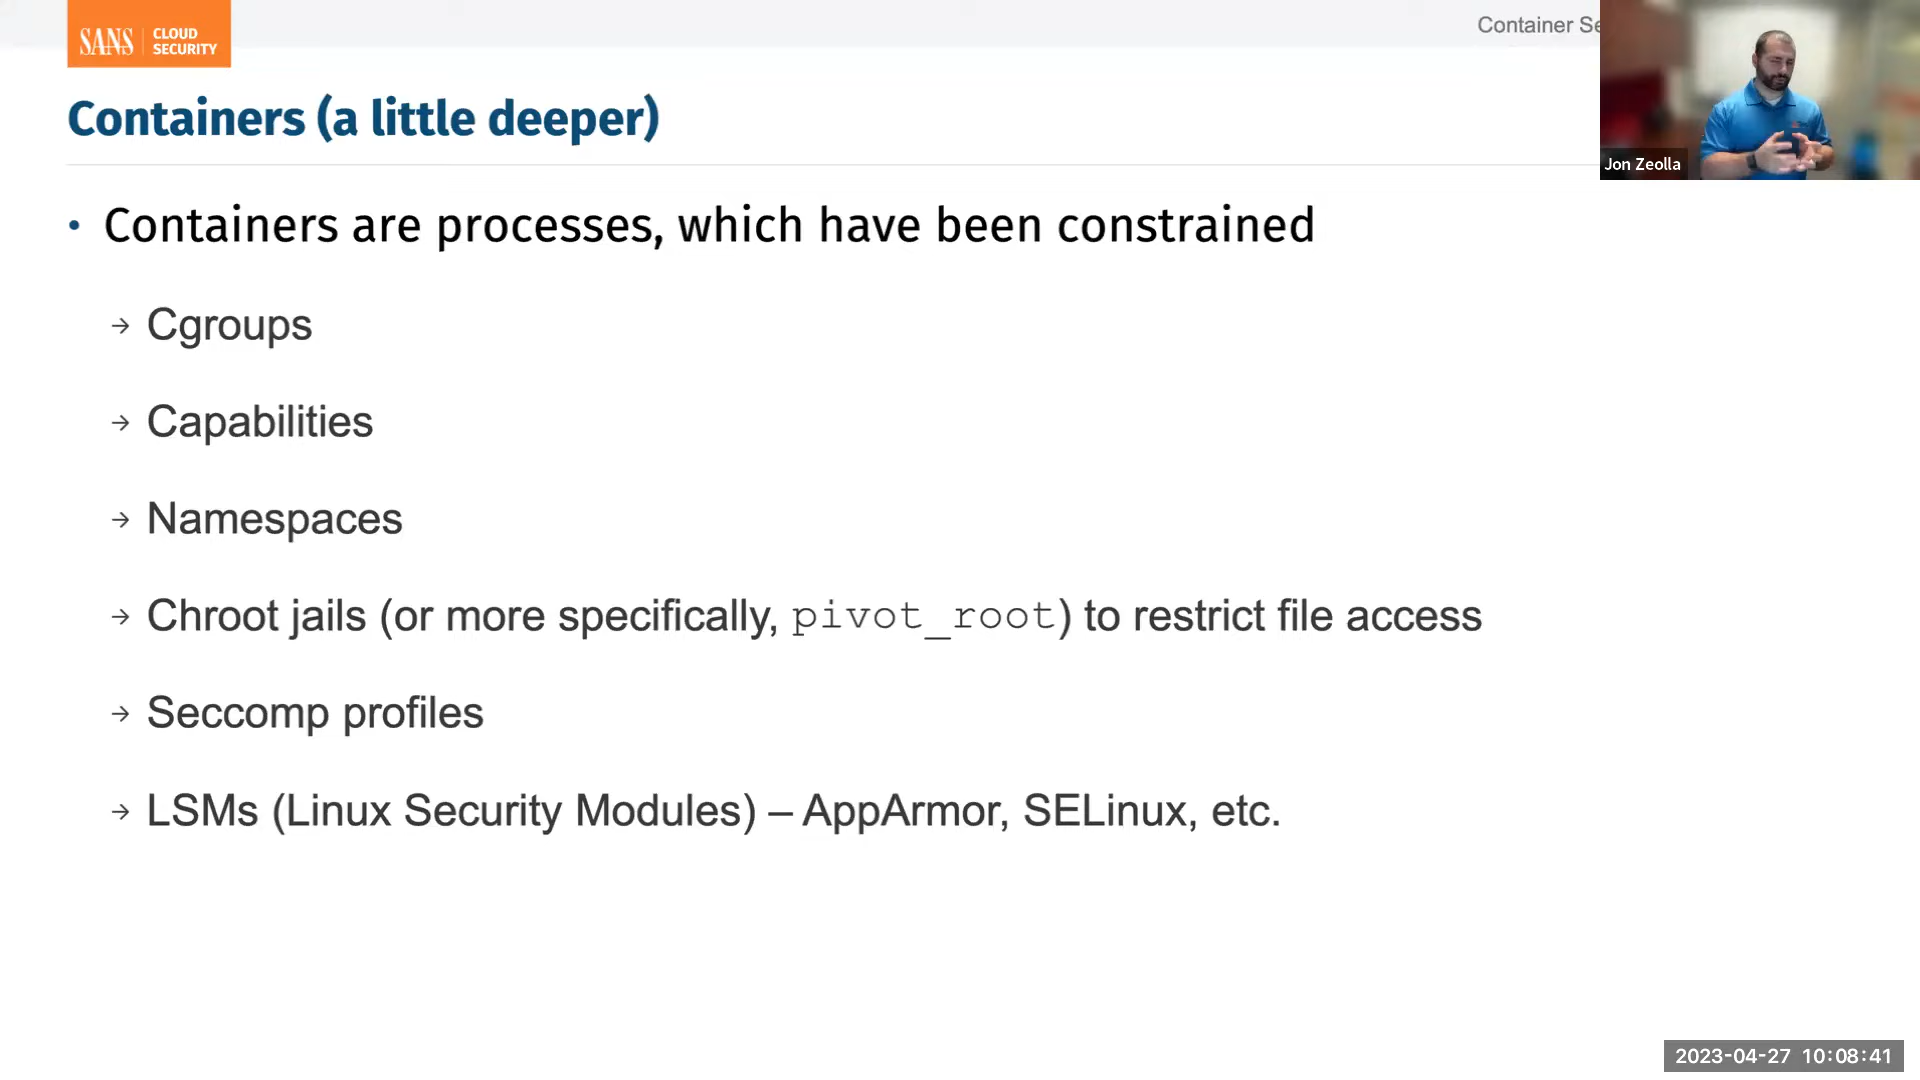 SANS
CLOUD
SECURITY
Container Se
Jon Zeolla
Containers (a little deeper)
• Containers are processes, which have been constrained
→ Cgroups
→ Capabilities
→ Namespaces
→ Chroot jails (or more specifically, pivot_root) to restrict file access
→ Seccomp profiles
→ LSMs (Linux Security Modules) – AppArmor, SELinux, etc.
2023-04-27 10:08:41